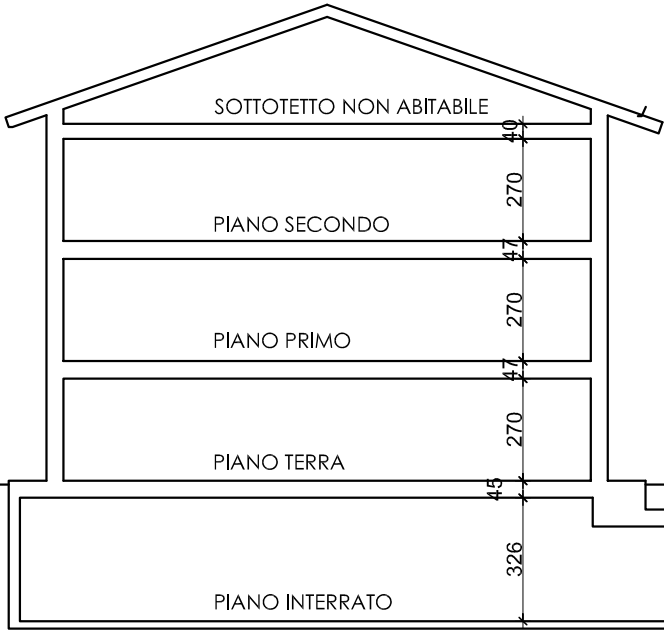 SOTTOTETTO NON ABITABILE
40
270
PIANO SECONDO
47
270
PIANO PRIMO
47
270
PIANO TERRA
45
326
PIANO INTERRATO